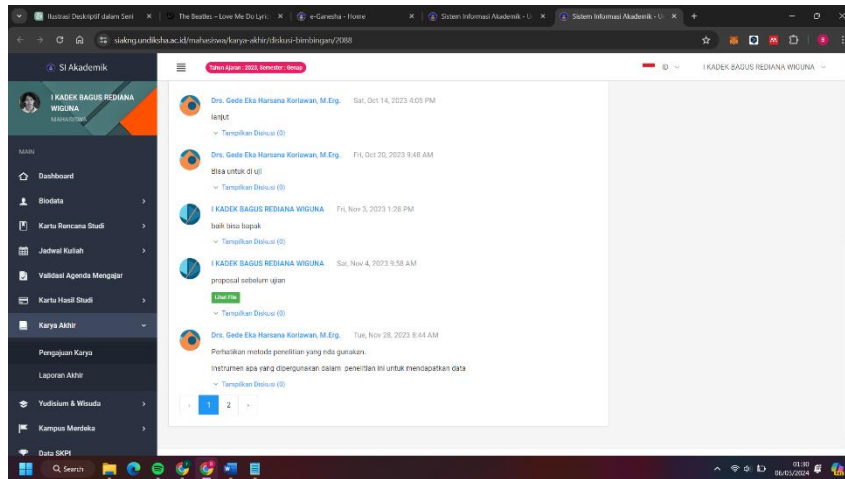 Ilustrasi Deskriptif dalam Seni
The Beatles – Love Me Do Lyric
e-Ganesha - Home
Sistem Informasi Akademik - U
Sistem Informasi Akademik - U
siakng.undiksha.ac.id/mahasiswa/karya-akhir/diskusi-bimbingan/2088
SI Akademik
Tahun Ajaran : 2023, Semester : Genap
ID
I KADEK BAGUS REDIANA WIGUNA
I KADEK BAGUS REDIANA
WIGUNA
MAHASISWA
MAIN
Dashboard
Biodata
Kartu Rencana Studi
Jadwal Kuliah
Validasi Agenda Mengajar
Kartu Hasil Studi
Karya Akhir
Pengajuan Karya
Laporan Akhir
Yudisium & Wisuda
Kampus Merdeka
Data SKPI
Drs. Gede Eka Harsana Koriawan, M.Erg. Sat, Oct 14, 2023 4:05 PM
lanjut
Tampilkan Diskusi (0)
Drs. Gede Eka Harsana Koriawan, M.Erg. Fri, Oct 20, 2023 9:48 AM
Bisa untuk di uji
Tampilkan Diskusi (0)
I KADEK BAGUS REDIANA WIGUNA Fri, Nov 3, 2023 1:28 PM
baik bisa bapak
Tampilkan Diskusi (0)
I KADEK BAGUS REDIANA WIGUNA Sat, Nov 4, 2023 9:58 AM
proposal sebelum ujian
Lihat File
Tampilkan Diskusi (0)
Drs. Gede Eka Harsana Koriawan, M.Erg. Tue, Nov 28, 2023 8:44 AM
Perhatikan metode penelitian yang nda gunakan.
Instrumen apa yang dipergunakan dalam penelitian ini untuk mendapatkan data
Tampilkan Diskusi (0)
1 2
Search
01:30
06/05/2024